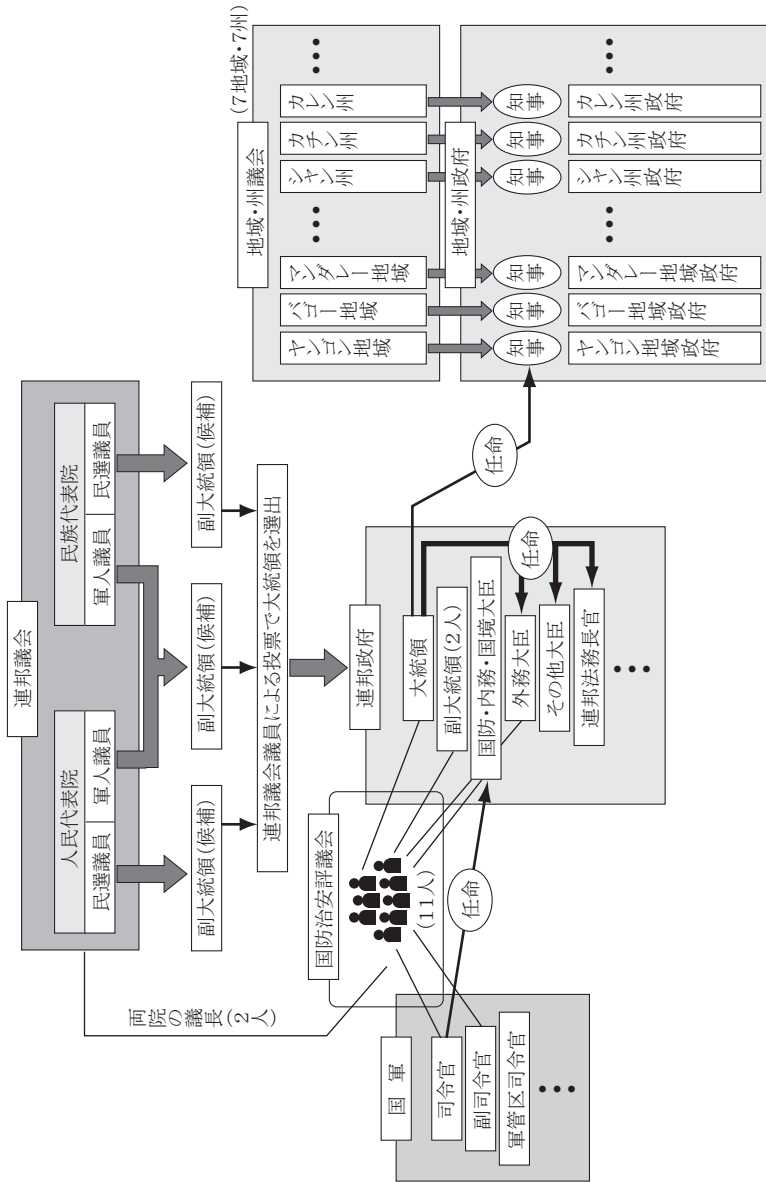 連邦議会
人民代表院
民選議員
軍人議員
民族代表院
軍人議員
民選議員
両院の議長(2人)
副大統領(候補)
副大統領(候補)
副大統領(候補)
連邦議会議員による投票で大統領を選出
国軍
司令官
副司令官
軍管区司令官
国防治安評議会
(11人)
任命
連邦政府
大統領
副大統領(2人)
国防・内務・国境大臣
外務大臣
その他大臣
連邦法務長官
任命
任命
地域・州議会
(7地域・7州)
ヤンゴン地域
バゴー地域
マンダレー地域
シャン州
カチン州
カレン州
地域・州政府
知事
知事
知事
知事
知事
知事
ヤンゴン地域政府
バゴー地域政府
マンダレー地域政府
シャン州政府
カチン州政府
カレン州政府